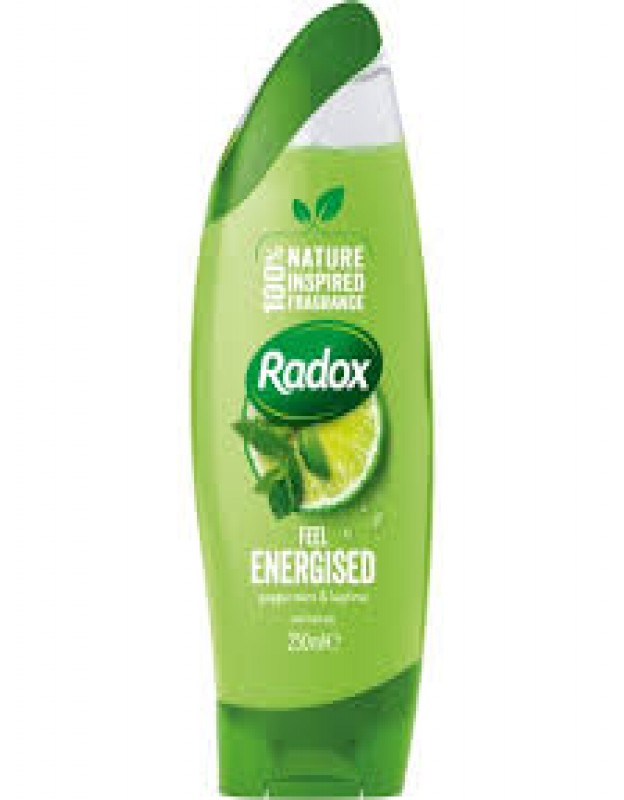 100%
NATURE
INSPIRED
FRAGRANCE
Radox
FEEL
ENERGISED
250ml℮